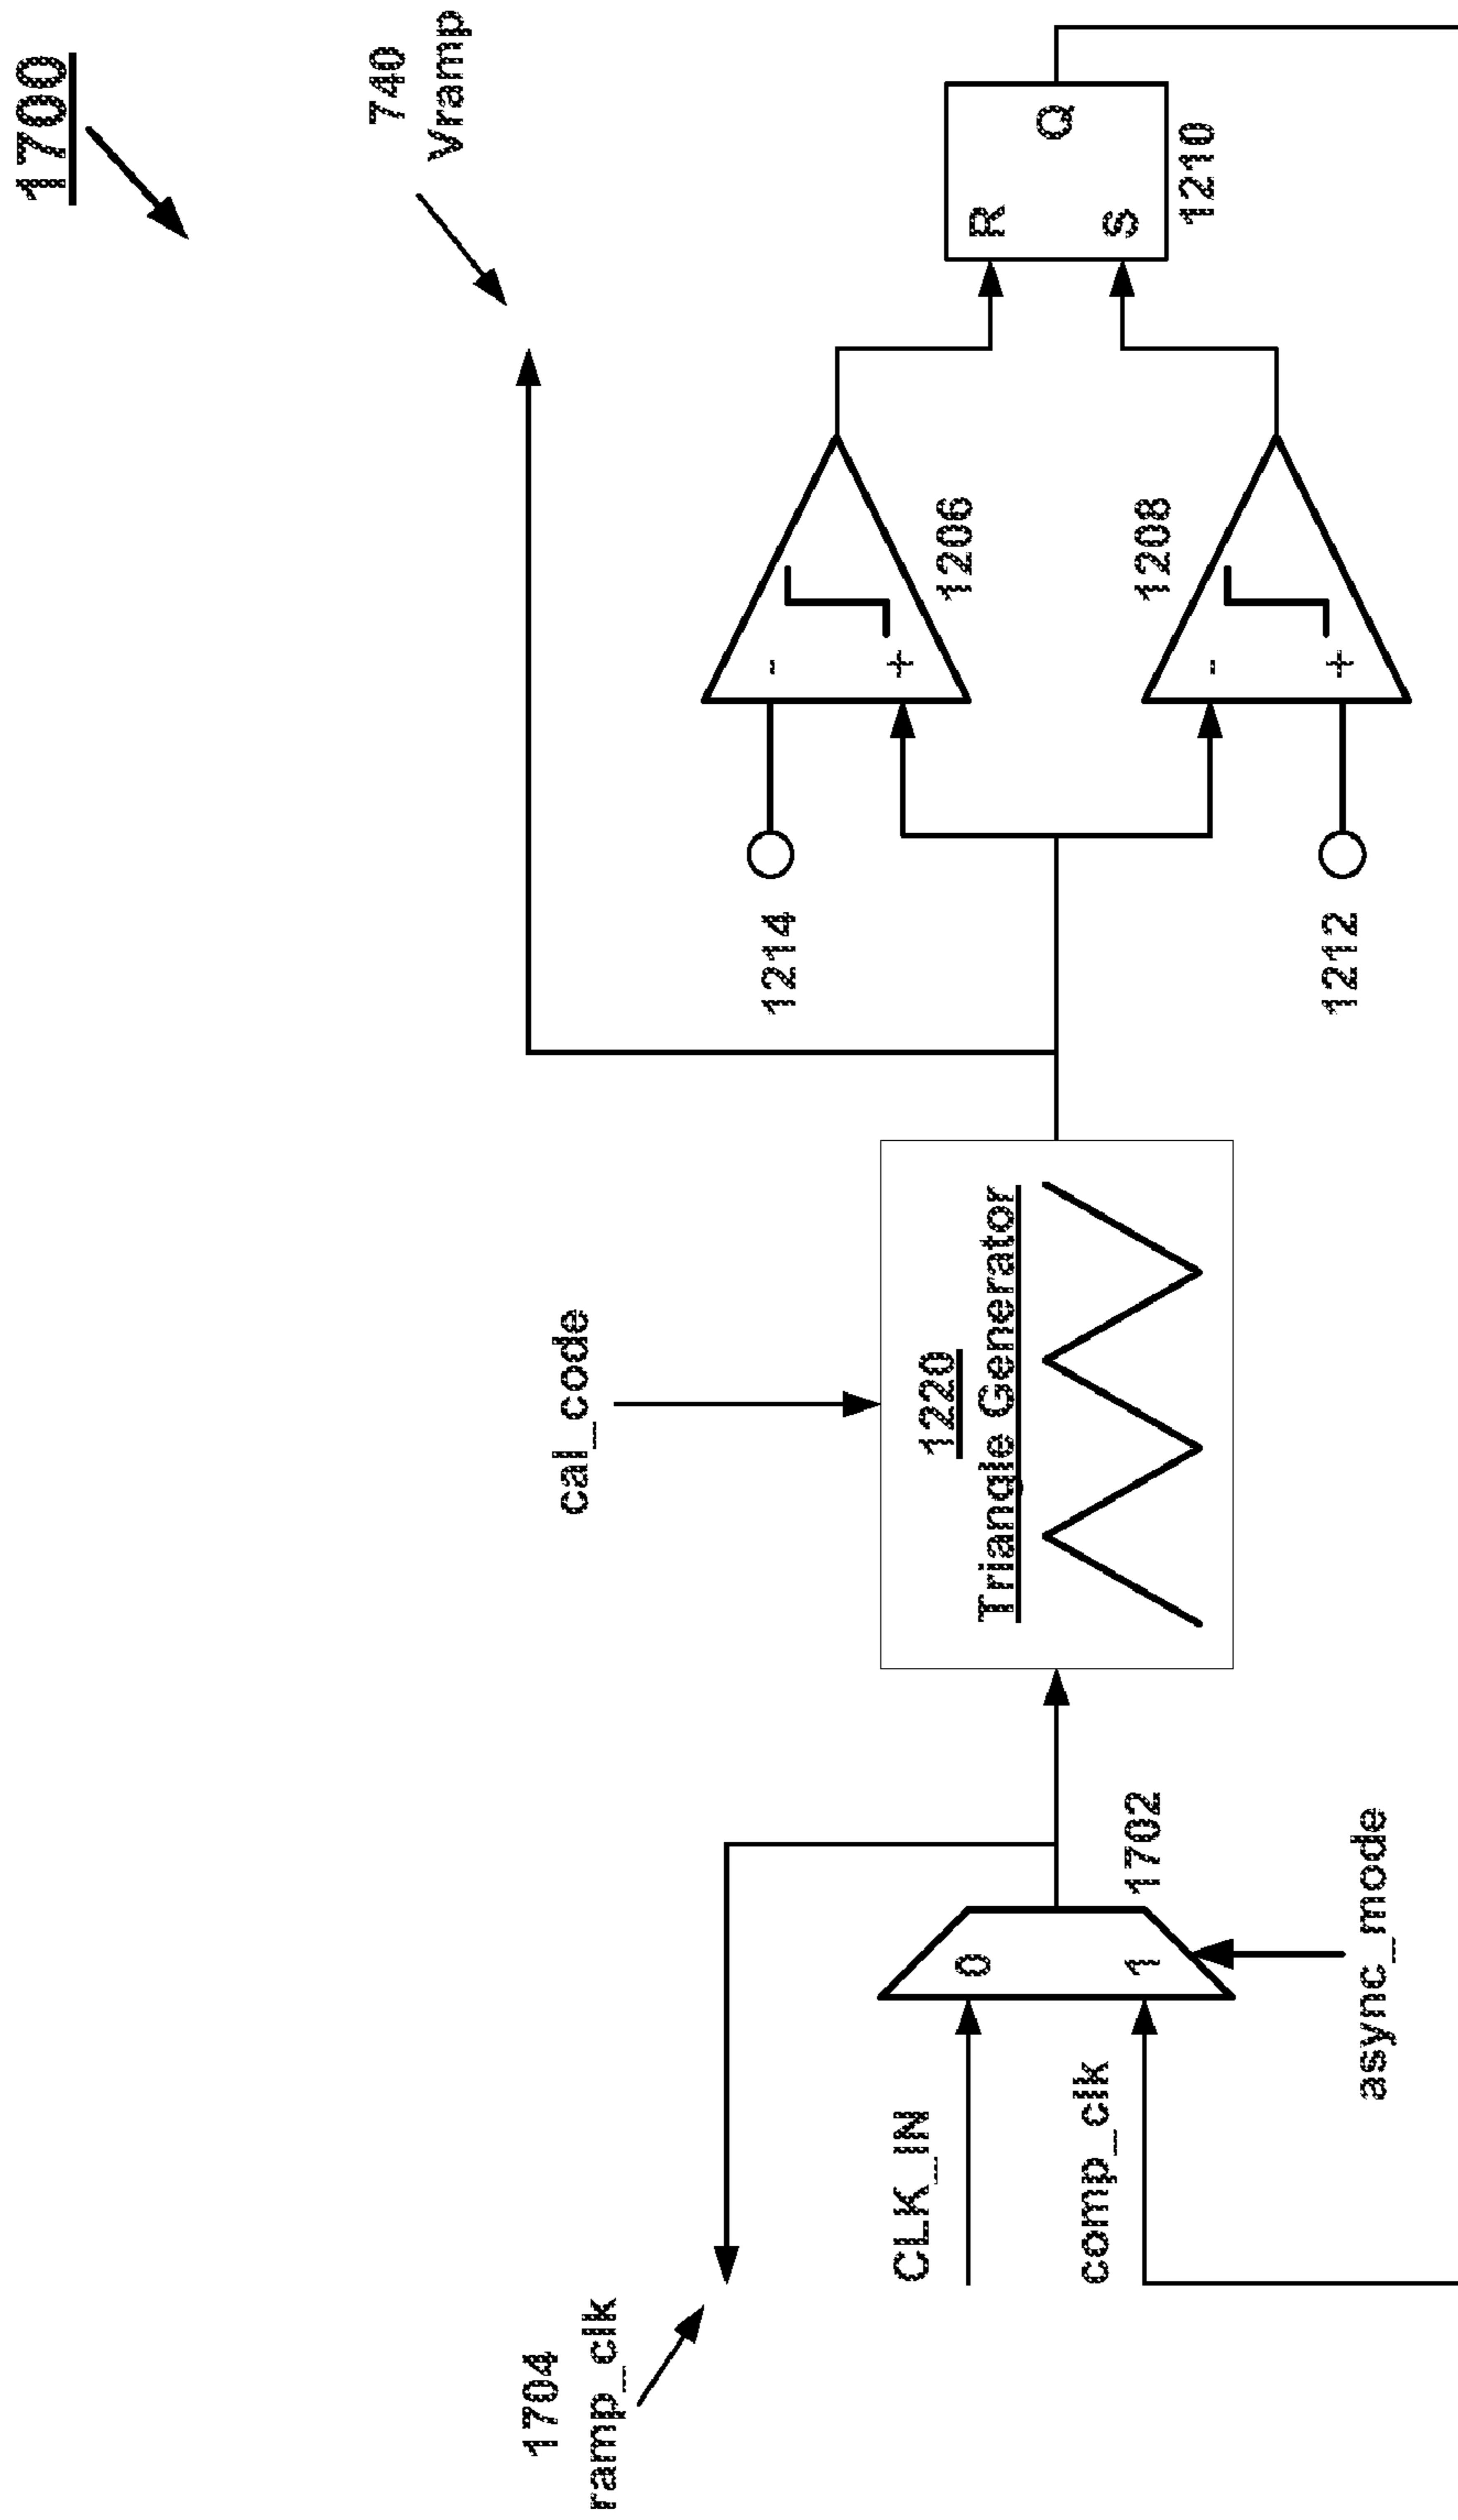 1700
740
Vramp
cal_code
1220
Triangle Generator
1704
ramp_clk
CLK_IN
0
comp_clk
1
1702
async_mode
1214
-
+
1206
1208
-
+
1212
R
Q
S
1210